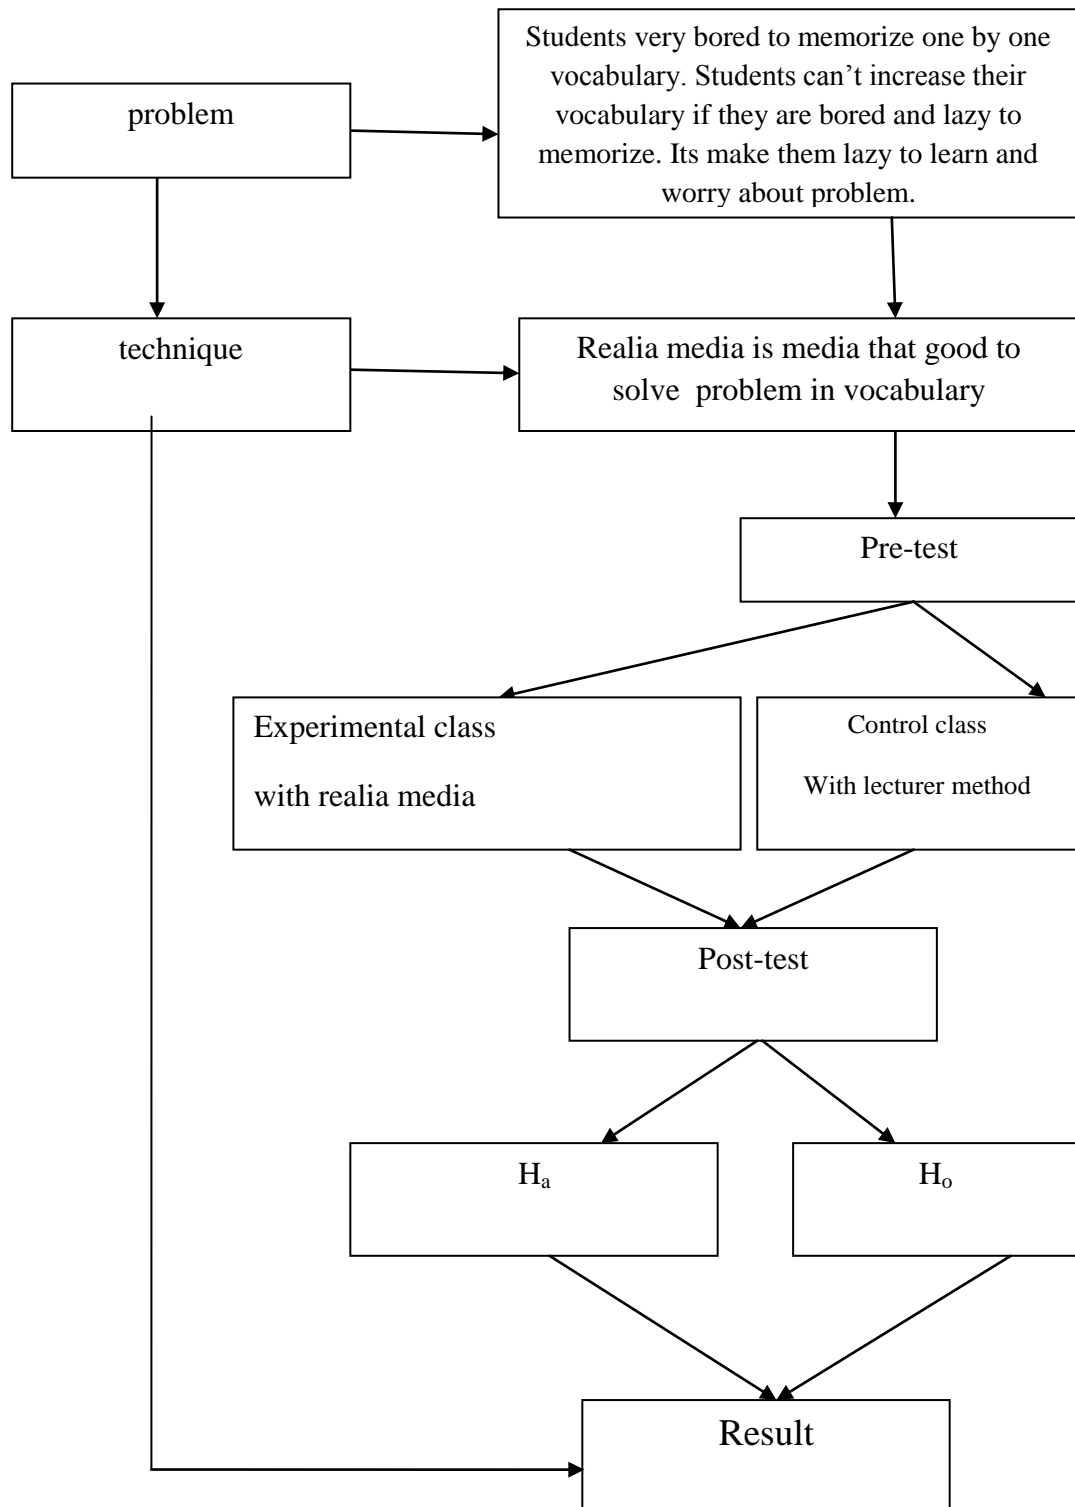 Students very bored to memorize one by one
vocabulary. Students can’t increase their
vocabulary if they are bored and lazy to
memorize. Its make them lazy to learn and
worry about problem.
problem
technique
Realia media is media that good to
solve problem in vocabulary
Pre-test
Experimental class
with realia media
Control class
With lecturer method
Post-test
Ha
Ho
Result